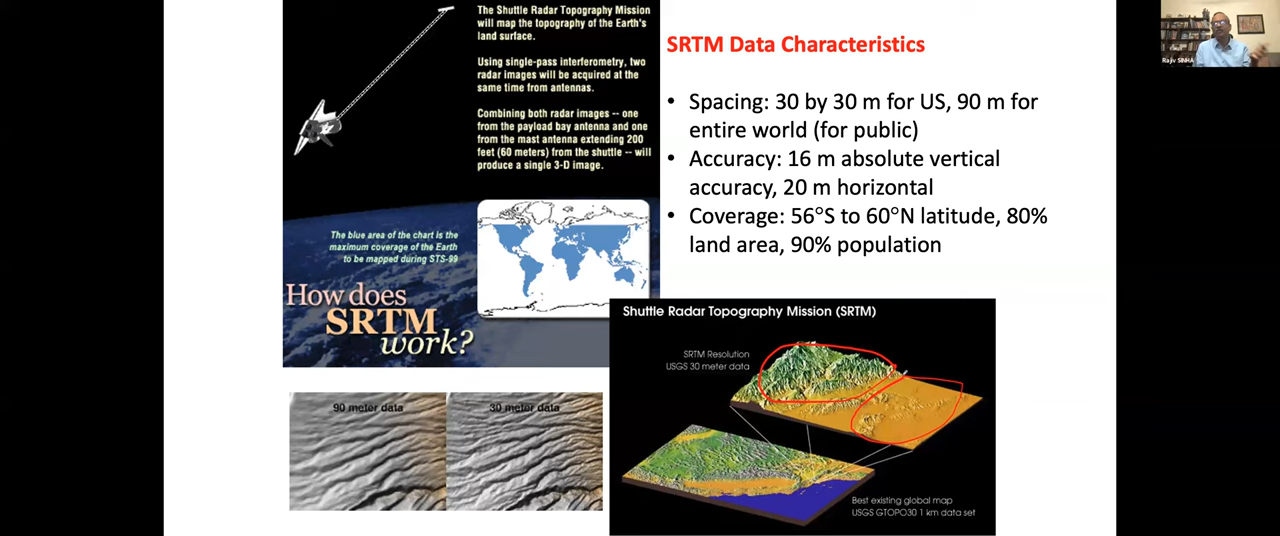 The Shuttle Radar Topography Mission
will map the topography of the Earth's
land surface.
Using single-pass interferometry, two
radar images will be acquired at the
same time from antennas.
Combining both radar images -- one
from the payload bay antenna and one
from the mast antenna extending 200
feet (60 meters) from the shuttle -- will
produce a single 3-D image.
The blue area of the chart is the
maximum coverage of the Earth
to be mapped during STS-99
How does
SRTM
work?
SRTM Data Characteristics
• Spacing: 30 by 30 m for US, 90 m for
entire world (for public)
• Accuracy: 16 m absolute vertical
accuracy, 20 m horizontal
• Coverage: 56°S to 60°N latitude, 80%
land area, 90% population
90 meter data
30 meter data
Shuttle Radar Topography Mission (SRTM)
SRTM Resolution
USGS 30 meter data
Best existing global map
USGS GTOPO30 1 km data set
Rajiv SINHA